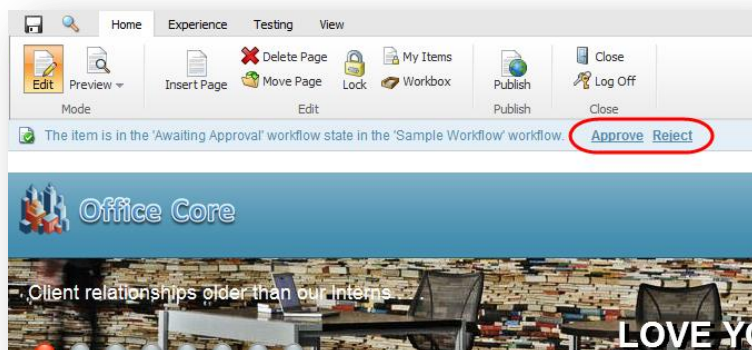 Home Experience Testing View
Delete Page My Items Close
Edit Preview Insert Page Move Page Lock Workbox Publish Log Off
Mode Edit Publish Close
The item is in the 'Awaiting Approval' workflow state in the 'Sample Workflow' workflow. Approve Reject
Office Core
Client relationships older than our interns. . .
LOVE YO